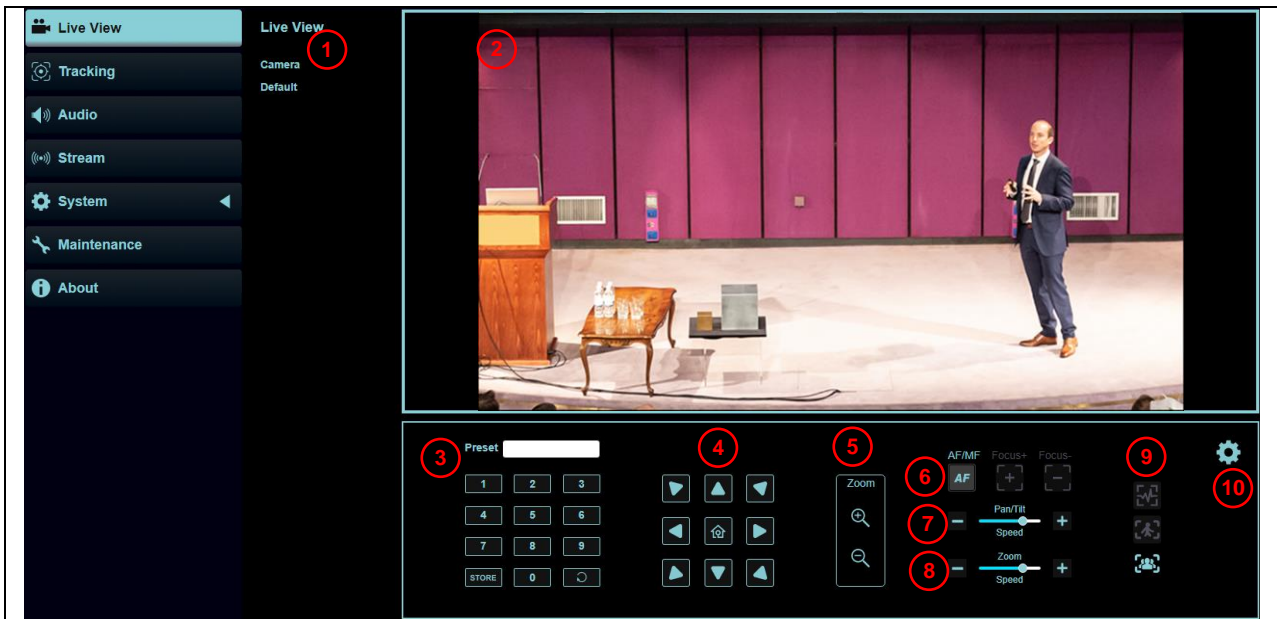 Live View
Tracking
Audio
Stream
System
Maintenance
About
Live View
1
Camera
Default
2
3
Preset
1 2 3
4 5 6
7 8 9
STORE 0
4
5
Zoom
6
AF/MF Focus+ Focus-
AF
7
Pan/Tilt
Speed
8
Zoom
Speed
9
10